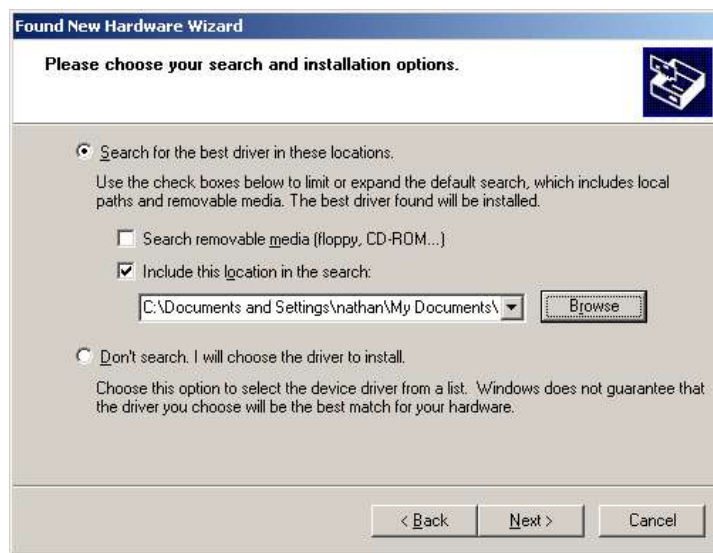 Found New Hardware Wizard
Please choose your search and installation options.
Search for the best driver in these locations.
Use the check boxes below to limit or expand the default search, which includes local
paths and removable media. The best driver found will be installed.
Search removable media (floppy, CD-ROM...)
Include this location in the search:
C:\Documents and Settings\nathan\My Documents\
Browse
Don't search. I will choose the driver to install.
Choose this option to select the device driver from a list. Windows does not guarantee that
the driver you choose will be the best match for your hardware.
< Back
Next >
Cancel